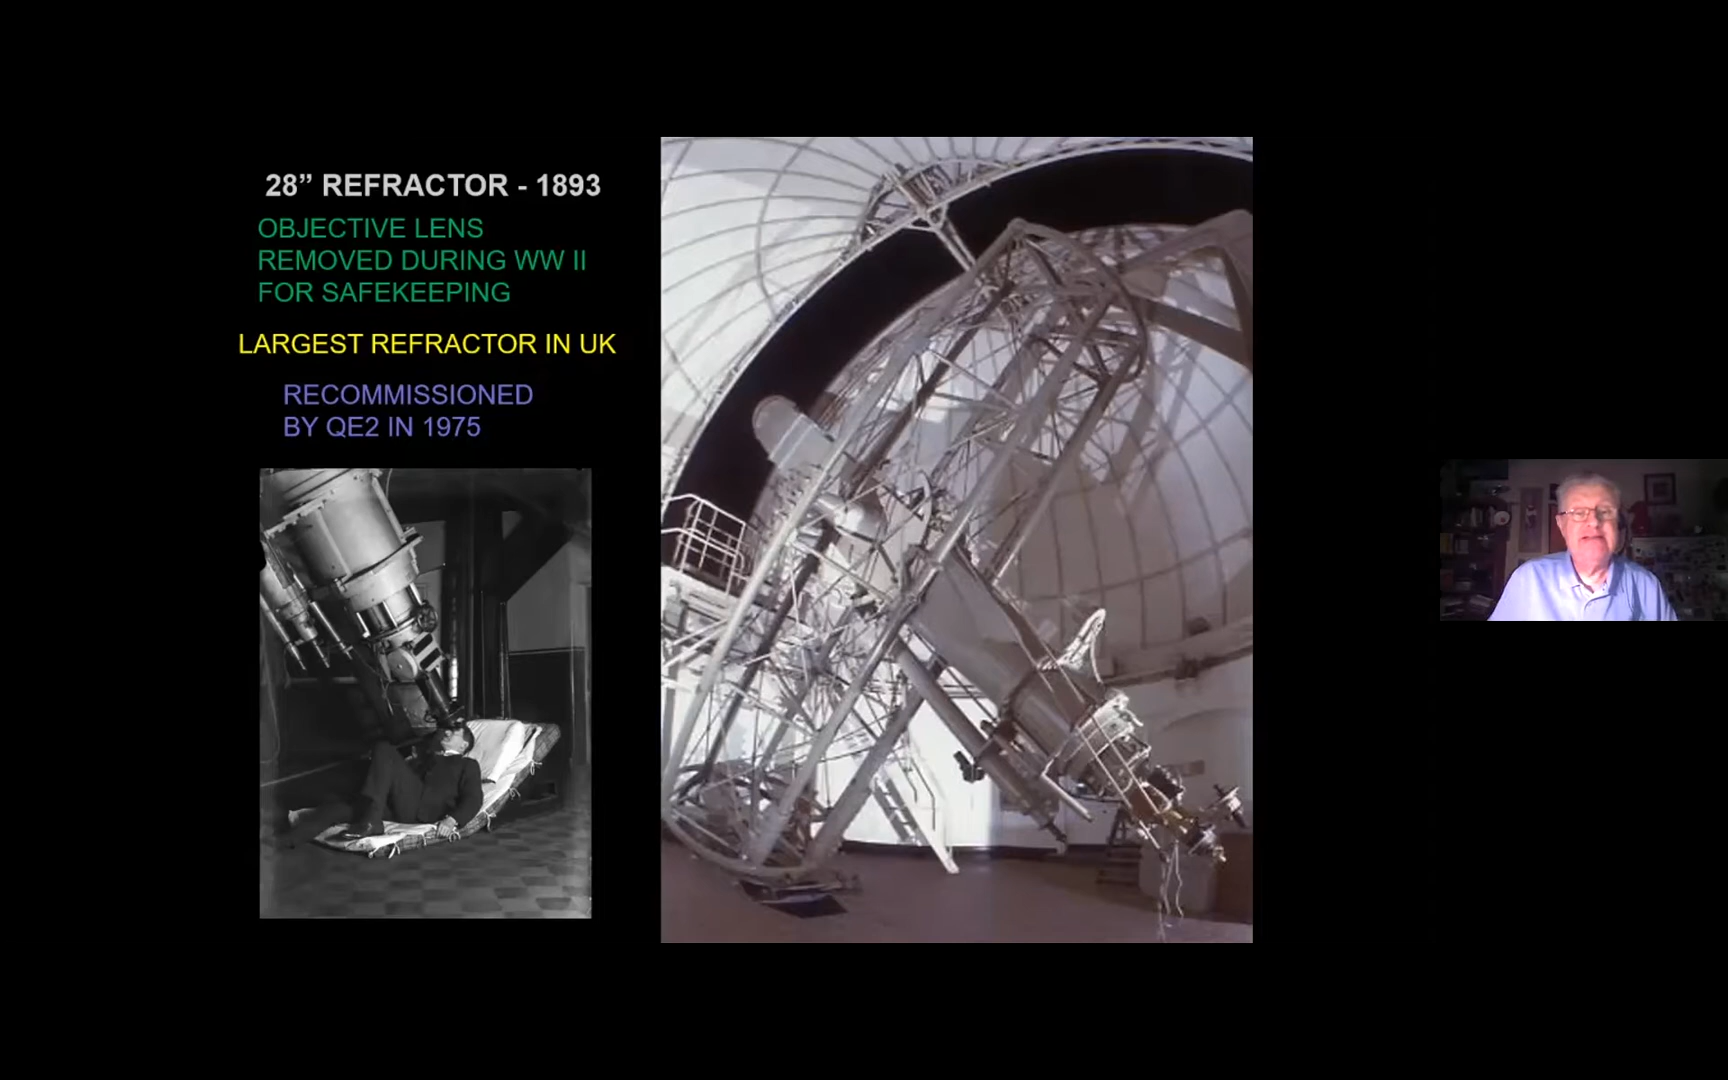 28” REFRACTOR - 1893
OBJECTIVE LENS
REMOVED DURING WW II
FOR SAFEKEEPING
LARGEST REFRACTOR IN UK
RECOMMISSIONED
BY QE2 IN 1975